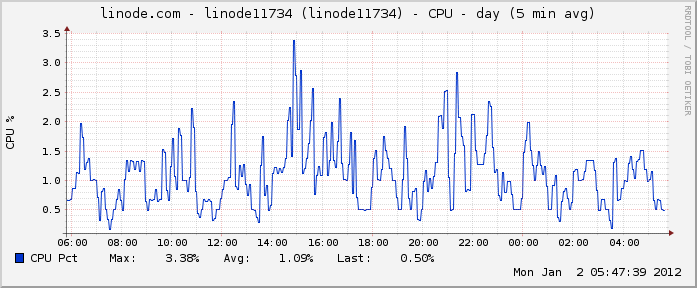 linode.com - linode11734 (linode11734) - CPU - day (5 min avg)
RRDTOOL / TOBI OETIKER
CPU %
3.5
3.0
2.5
2.0
1.5
1.0
0.5
06:00 08:00 10:00 12:00 14:00 16:00 18:00 20:00 22:00 00:00 02:00 04:00
CPU Pct Max: 3.38% Avg: 1.09% Last: 0.50%
Mon Jan 2 05:47:39 2012